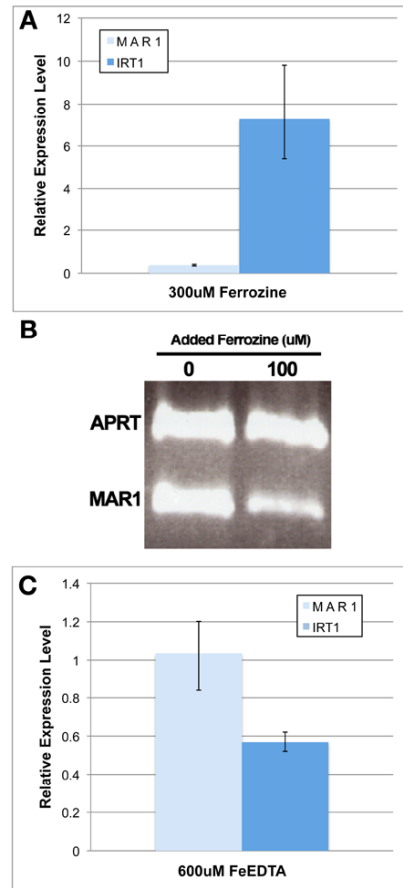 A
M A R 1
IRT1
12
10
8
6
4
2
0
Relative Expression Level
300uM Ferrozine
B
Added Ferrozine (uM)
0 100
APRT
MAR1
C
M A R 1
IRT1
1.4
1.2
1
0.8
0.6
0.4
0.2
0
Relative Expression Level
600uM FeEDTA